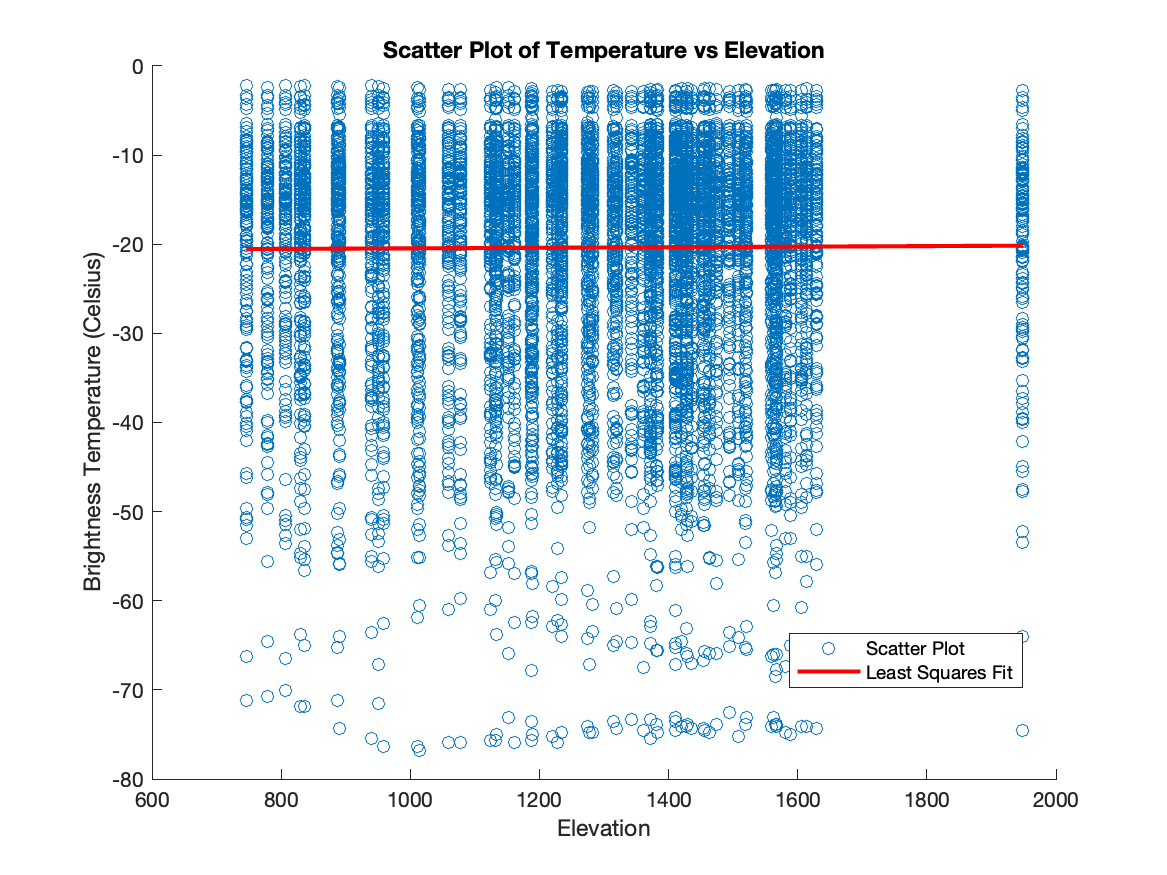 Scatter Plot of Temperature vs Elevation
0
-10
-20
-30
-40
-50
-60
-70
-80
Brightness Temperature (Celsius)
Scatter Plot
Least Squares Fit
600 800 1000 1200 1400 1600 1800 2000
Elevation